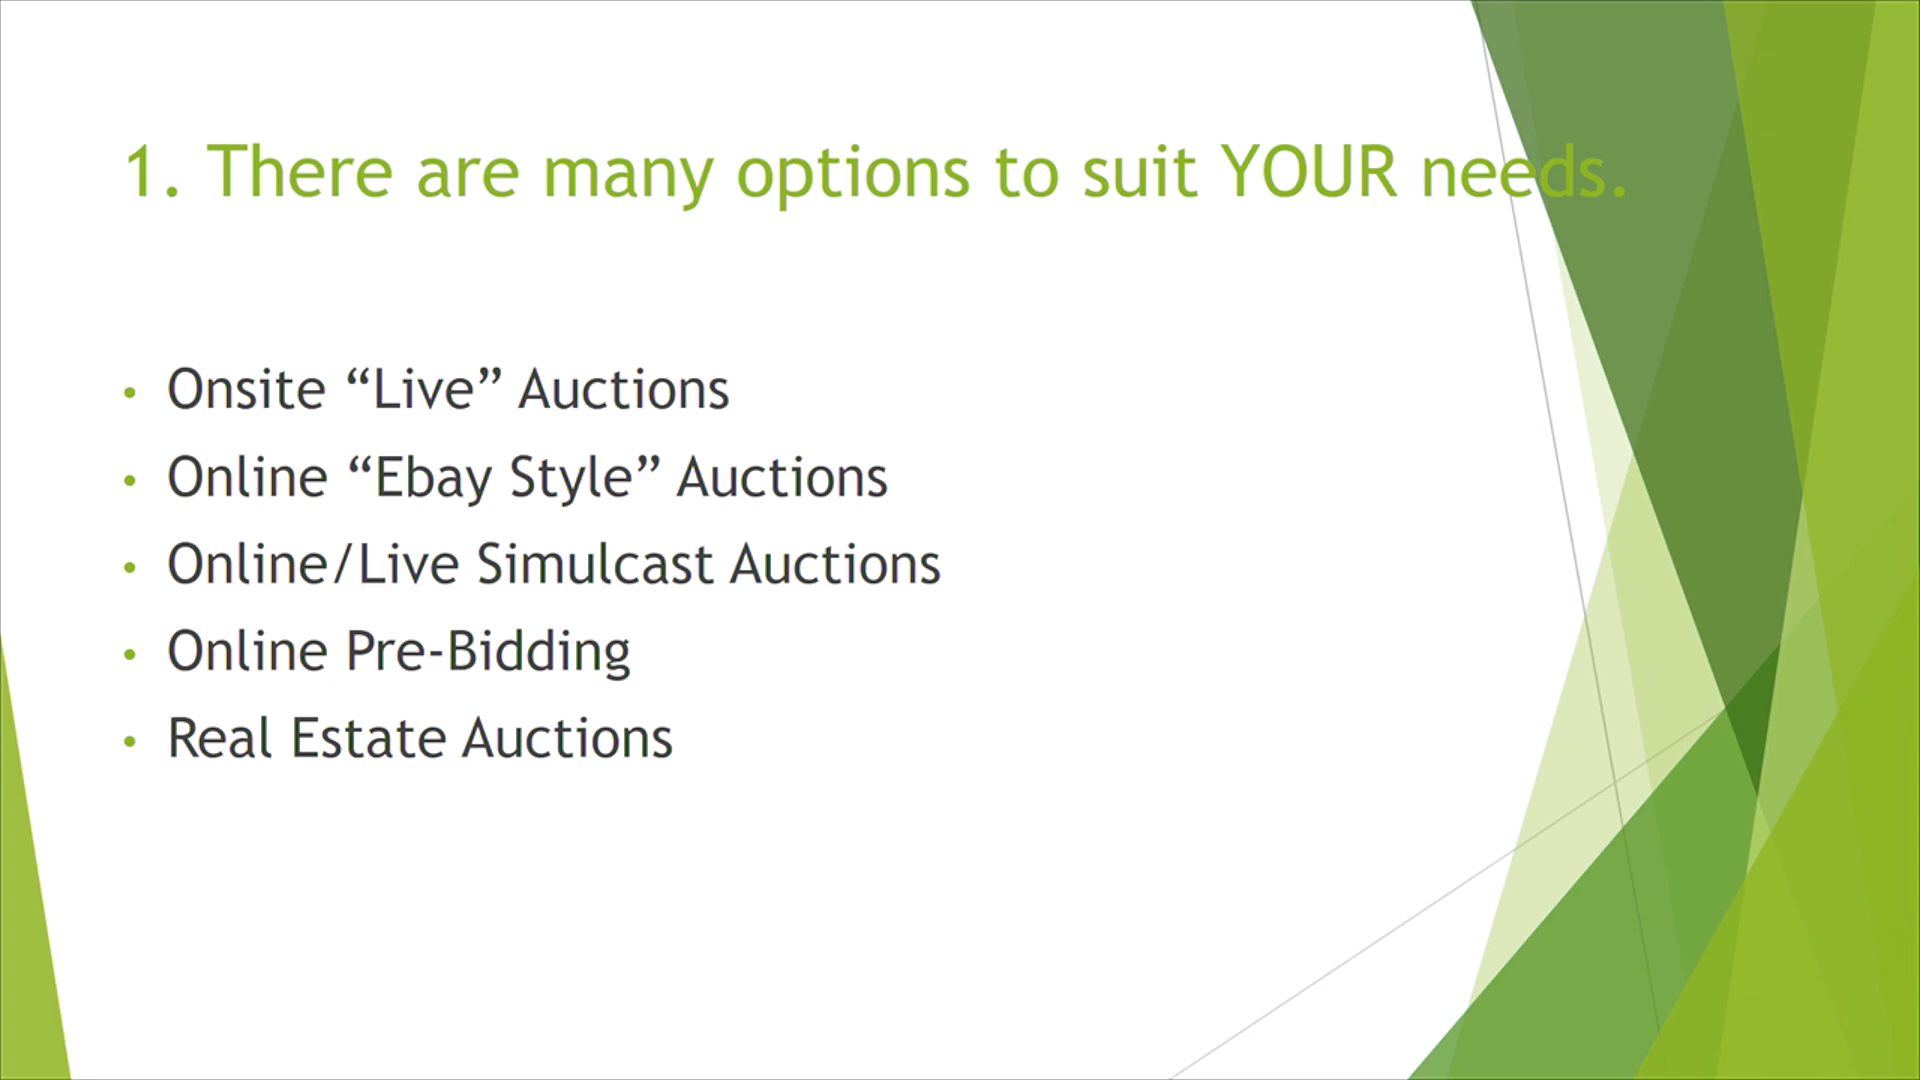 1. There are many options to suit YOUR needs.
• Onsite “Live” Auctions
• Online “Ebay Style” Auctions
• Online/Live Simulcast Auctions
• Online Pre-Bidding
• Real Estate Auctions